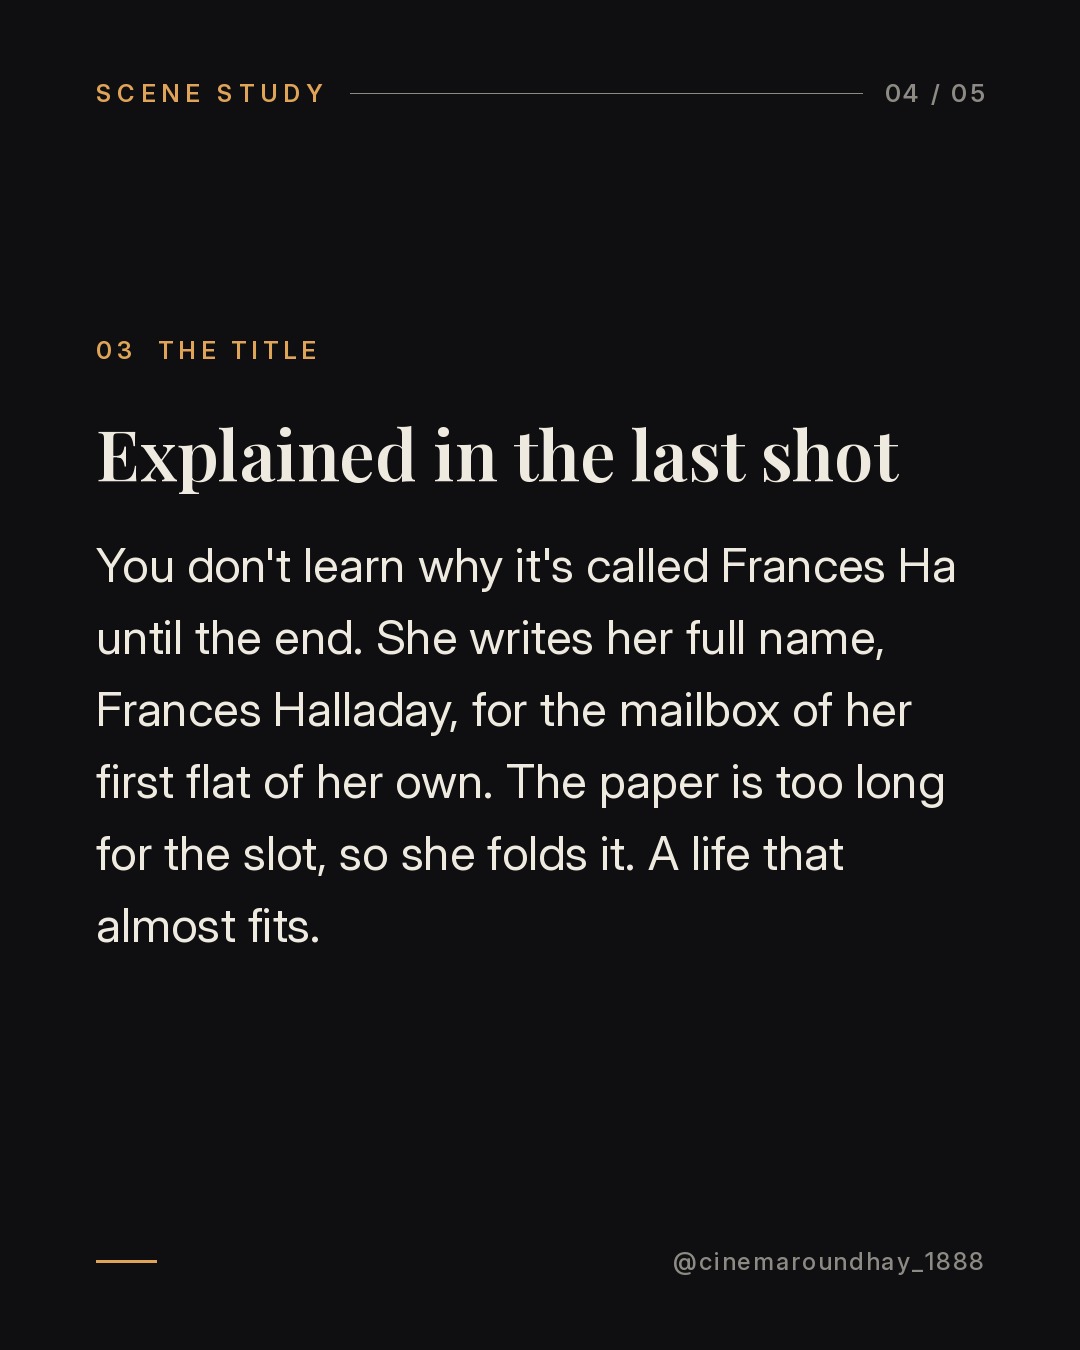 SCENE STUDY 04 / 05
03 THE TITLE
Explained in the last shot
You don't learn why it's called Frances Ha
until the end. She writes her full name,
Frances Halladay, for the mailbox of her
first flat of her own. The paper is too long
for the slot, so she folds it. A life that
almost fits.
@cinemaroundhay_1888